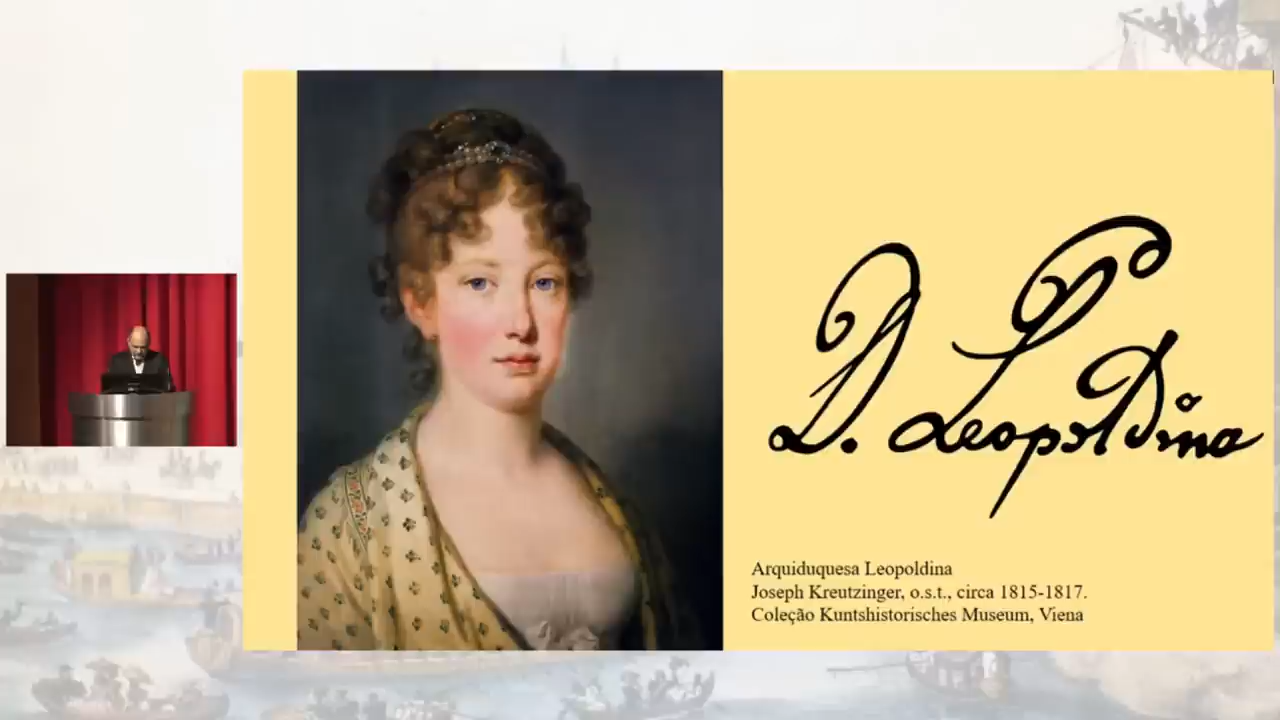 D. Leopoldina
Arquiduquesa Leopoldina
Joseph Kreutzinger, o.s.t., circa 1815-1817.
Coleção Kuntshistorisches Museum, Viena